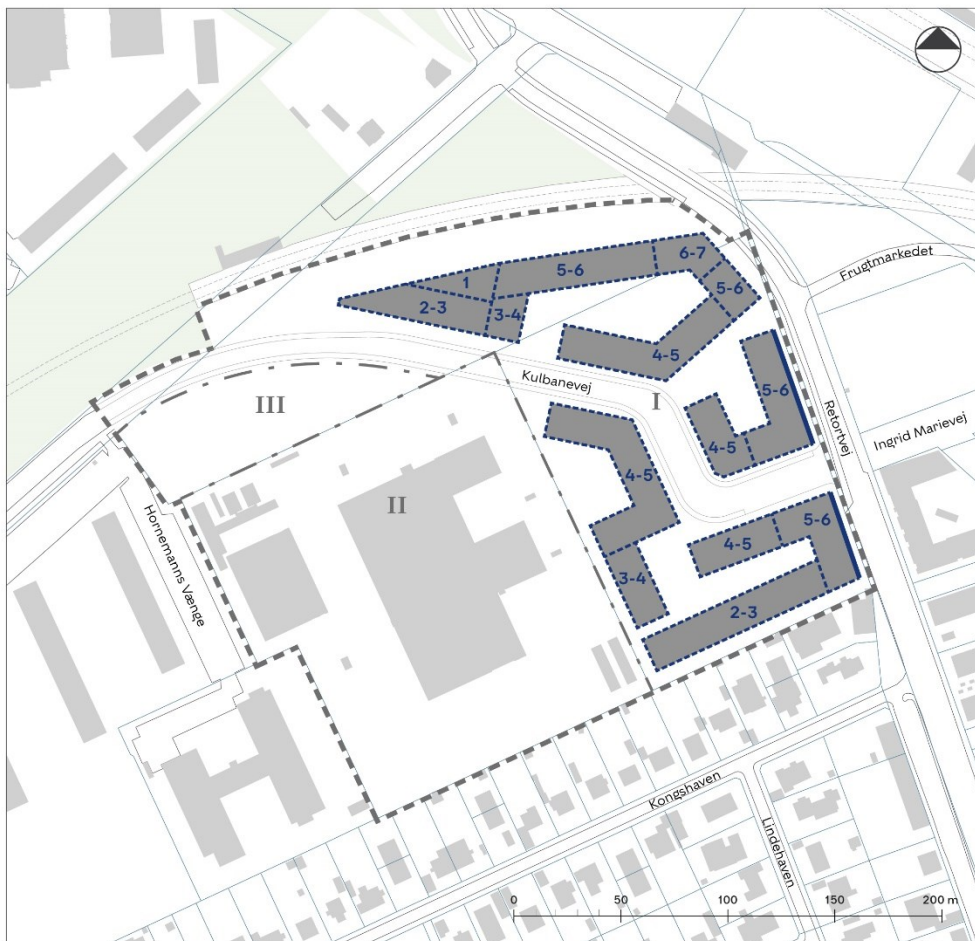 6-7
5-6
1
5-6
2-3
3-4
Frugtmarkedet
4-5
Kulbanevej
5-6
III
I
Retortvej
4-5
Ingrid Marievej
4-5
II
5-6
Hornemanns Vænge
4-5
3-4
2-3
Kongshaven
Lindehaven
0 50 100 150 200 m